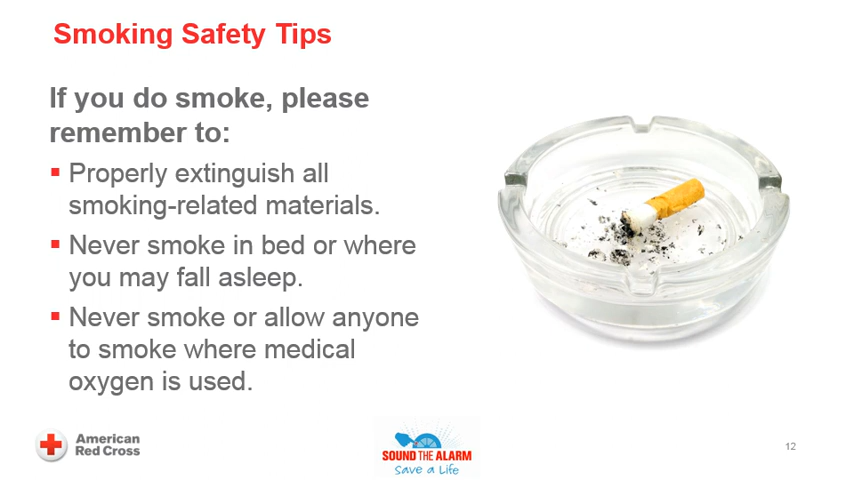 Smoking Safety Tips
If you do smoke, please
remember to:
▪ Properly extinguish all
smoking-related materials.
▪ Never smoke in bed or where
you may fall asleep.
▪ Never smoke or allow anyone
to smoke where medical
oxygen is used.
American
Red Cross
SOUND THE ALARM
Save a Life
12